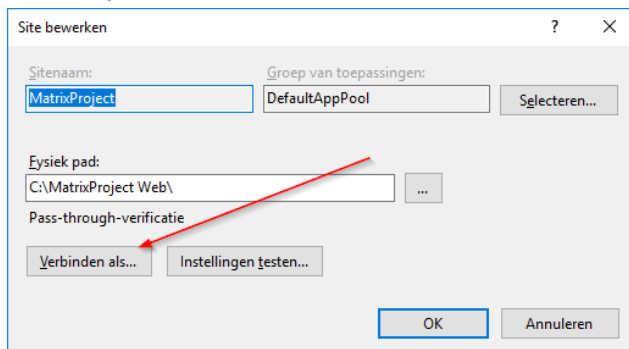 Site bewerken ?
Sitenaam: Groep van toepassingen:
MatrixProject DefaultAppPool Selecteren...
Fysiek pad:
C:\MatrixProject Web\ ...
Pass-through-verificatie
Verbinden als... Instellingen testen...
OK Annuleren